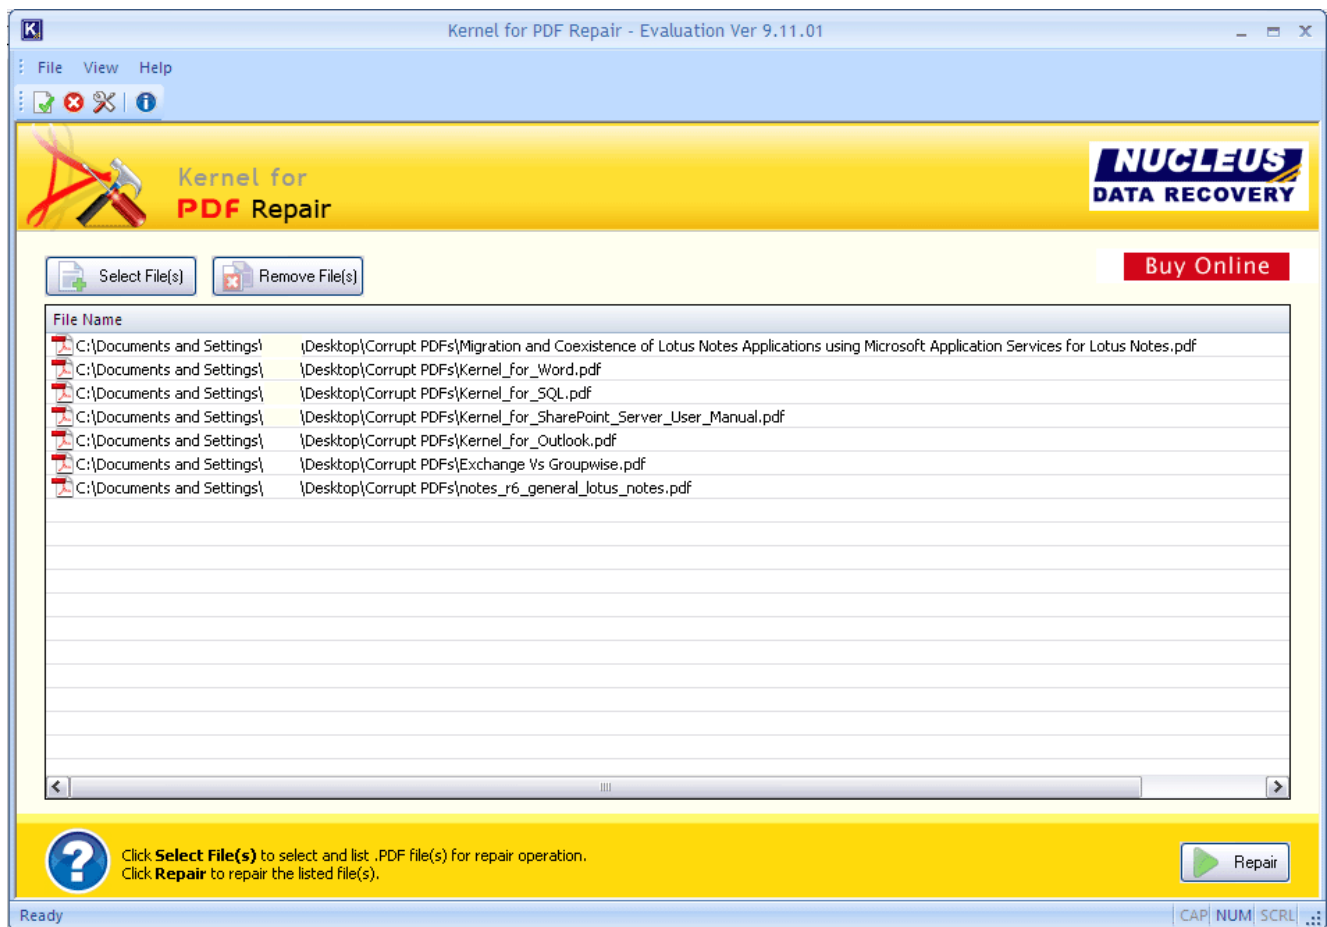 Kernel for PDF Repair - Evaluation Ver 9.11.01
File View Help
Kernel for
PDF Repair
NUCLEUS
DATA RECOVERY
Select File(s) Remove File(s)
Buy Online
File Name
C:\Documents and Settings\ \Desktop\Corrupt PDFs\Migration and Coexistence of Lotus Notes Applications using Microsoft Application Services for Lotus Notes.pdf
C:\Documents and Settings\ \Desktop\Corrupt PDFs\Kernel_for_Word.pdf
C:\Documents and Settings\ \Desktop\Corrupt PDFs\Kernel_for_SQL.pdf
C:\Documents and Settings\ \Desktop\Corrupt PDFs\Kernel_for_SharePoint_Server_User_Manual.pdf
C:\Documents and Settings\ \Desktop\Corrupt PDFs\Kernel_for_Outlook.pdf
C:\Documents and Settings\ \Desktop\Corrupt PDFs\Exchange Vs Groupwise.pdf
C:\Documents and Settings\ \Desktop\Corrupt PDFs\notes_r6_general_lotus_notes.pdf
Click Select File(s) to select and list .PDF file(s) for repair operation.
Click Repair to repair the listed file(s).
Repair
Ready
CAP NUM SCRL